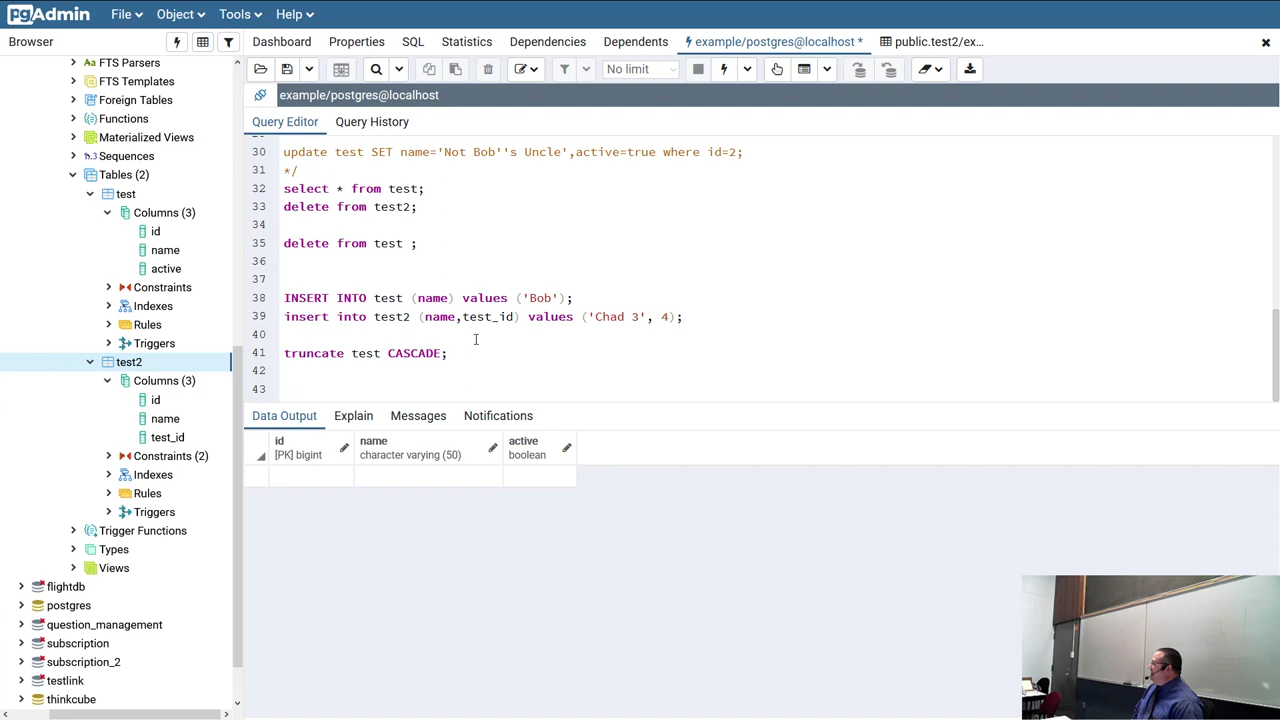 pgAdmin File Object Tools Help
Browser
Dashboard Properties SQL Statistics Dependencies Dependents example/postgres@localhost * public.test2/ex...
No limit
example/postgres@localhost
Query Editor Query History
FTS Parsers
FTS Templates
Foreign Tables
Functions
Materialized Views
Sequences
Tables (2)
test
Columns (3)
id
name
active
Constraints
Indexes
Rules
Triggers
test2
Columns (3)
id
name
test_id
Constraints (2)
Indexes
Rules
Triggers
Trigger Functions
Types
Views
flightdb
postgres
question_management
subscription
subscription_2
testlink
thinkcube
30 update test SET name='Not Bob''s Uncle',active=true where id=2;
31 */
32 select * from test;
33 delete from test2;
34
35 delete from test ;
36
37
38 INSERT INTO test (name) values ('Bob');
39 insert into test2 (name,test_id) values ('Chad 3', 4);
40
41 truncate test CASCADE;
42
43
Data Output Explain Messages Notifications
id name active
[PK] bigint character varying (50) boolean